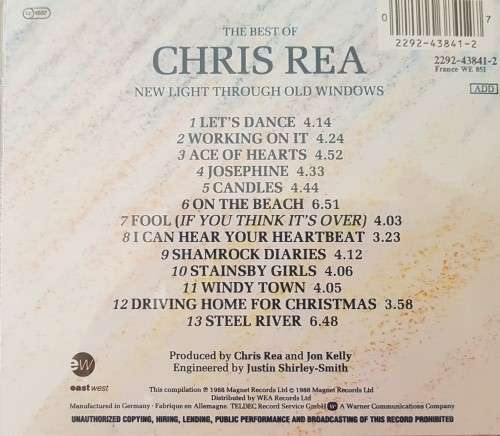 THE BEST OF
CHRIS REA
NEW LIGHT THROUGH OLD WINDOWS
0
7
2292-43841-2
2292-43841-2
France WE 851
ADD
1 LET'S DANCE 4.14
2 WORKING ON IT 4.24
3 ACE OF HEARTS 4.52
4 JOSEPHINE 4.33
5 CANDLES 4.44
6 ON THE BEACH 6.51
7 FOOL (IF YOU THINK IT'S OVER) 4.03
8 I CAN HEAR YOUR HEARTBEAT 3.23
9 SHAMROCK DIARIES 4.12
10 STAINSBY GIRLS 4.06
11 WINDY TOWN 4.05
12 DRIVING HOME FOR CHRISTMAS 3.58
13 STEEL RIVER 6.48
Produced by Chris Rea and Jon Kelly
Engineered by Justin Shirley-Smith
ew
east west
This compilation ℗ 1988 Magnet Records Ltd © 1988 Magnet Records Ltd
Distributed by WEA Records Ltd
Manufactured in Germany · Fabrique en Allemagne. TELDEC Record Service GmbH A Warner Communications Company
UNAUTHORIZED COPYING, HIRING, LENDING, PUBLIC PERFORMANCE AND BROADCASTING OF THIS RECORD PROHIBITED